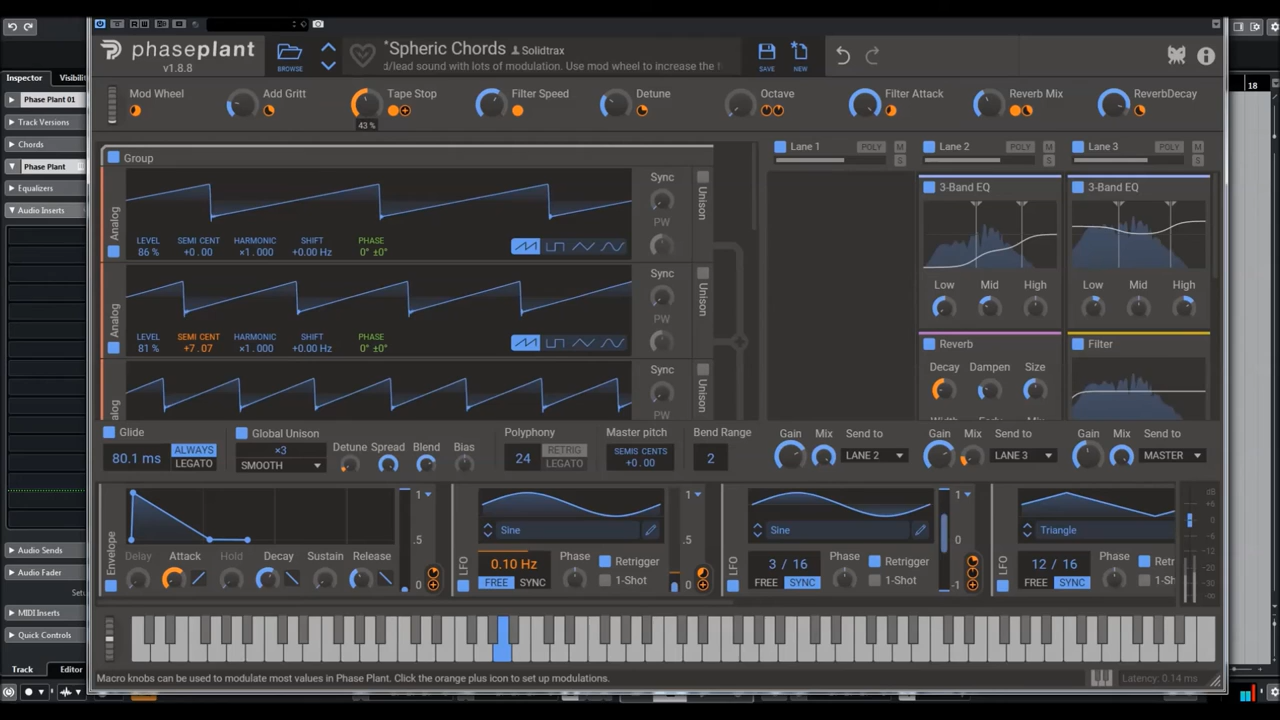 phaseplant
v1.8.8
BROWSE
*Spheric Chords
Solidtrax
d/lead sound with lots of modulation. Use mod wheel to increase the f
SAVE
NEW
Inspector
Visibilit
Phase Plant 01
Track Versions
Chords
Phase Plant
Equalizers
Audio Inserts
Audio Sends
Audio Fader
Setu
MIDI Inserts
Quick Controls
Track
Editor
18
Mod Wheel
Add Gritt
Tape Stop
43 %
Filter Speed
Detune
Octave
Filter Attack
Reverb Mix
ReverbDecay
Group
Analog
LEVEL
86 %
SEMI CENT
+0.00
HARMONIC
×1.000
SHIFT
+0.00 Hz
PHASE
0° ±0°
Sync
PW
Unison
Analog
LEVEL
81 %
SEMI CENT
+7.07
HARMONIC
×1.000
SHIFT
+0.00 Hz
PHASE
0° ±0°
Sync
PW
Unison
Sync
PW
Unison
Lane 1
POLY
M
S
Lane 2
POLY
M
S
Lane 3
POLY
M
S
3-Band EQ
Low
Mid
High
3-Band EQ
Low
Mid
High
Reverb
Decay
Dampen
Size
Filter
Glide
80.1 ms
ALWAYS
LEGATO
Global Unison
×3
SMOOTH
Detune
Spread
Blend
Bias
Polyphony
24
RETRIG
LEGATO
Master pitch
SEMIS CENTS
+0.00
Bend Range
2
Gain
Mix
Send to
LANE 2
Gain
Mix
Send to
LANE 3
Gain
Mix
Send to
MASTER
Envelope
Delay
Attack
Hold
Decay
Sustain
Release
1
.5
0
LFO
Sine
0.10 Hz
FREE
SYNC
Phase
Retrigger
1-Shot
1
.5
0
LFO
Sine
3 / 16
FREE
SYNC
Phase
Retrigger
1-Shot
1
0
-1
LFO
Triangle
12 / 16
FREE
SYNC
Phase
Retr
1-Sh
dB
Macro knobs can be used to modulate most values in Phase Plant. Click the orange plus icon to set up modulations.
Latency: 0.14 ms